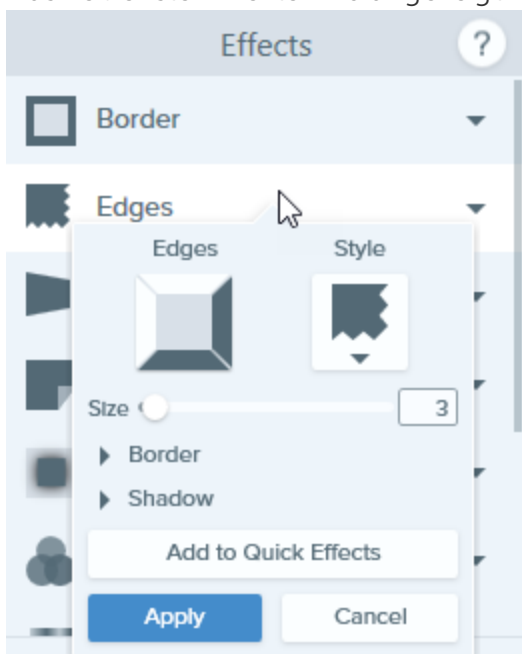 Effects
?
Border
Edges
Edges Style
Size 3
Border
Shadow
Add to Quick Effects
Apply Cancel